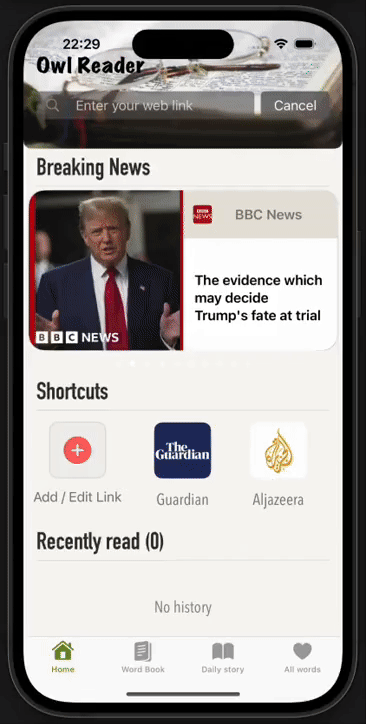 22:29
Owl Reader
Enter your web link
Cancel
Breaking News
BBC NEWS
BBC News
The evidence which
may decide
Trump's fate at trial
BBC NEWS
Shortcuts
The
Guardian
Add / Edit Link
Guardian
Aljazeera
Recently read (0)
No history
Home
Word Book
Daily story
All words